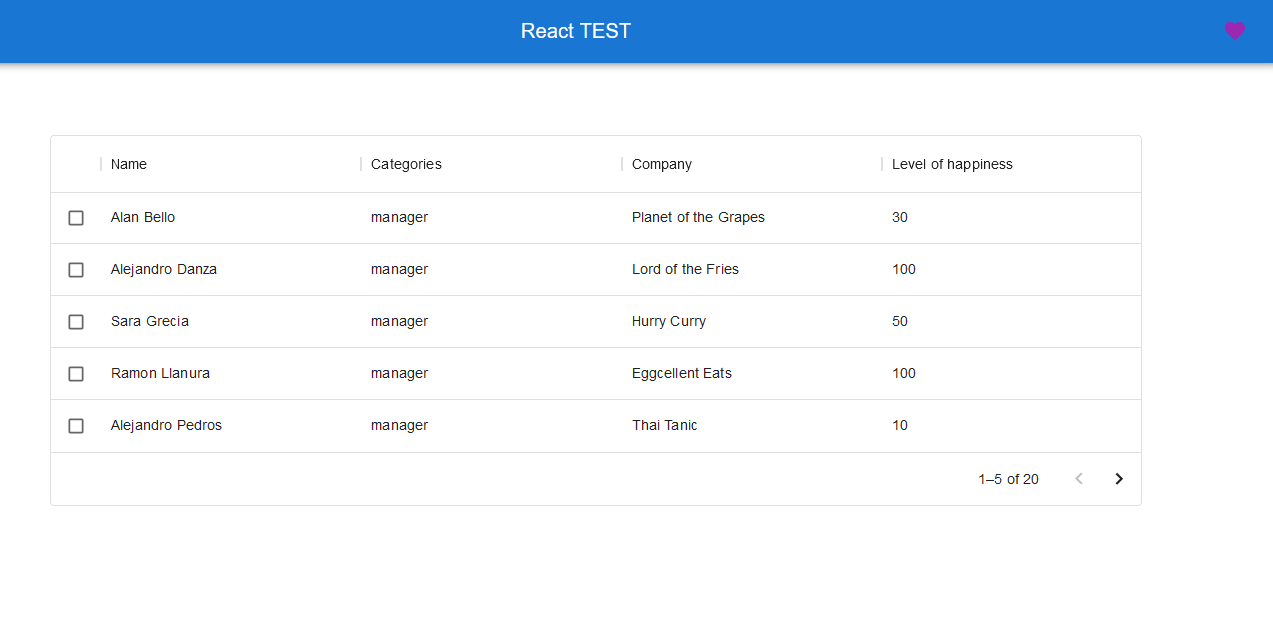 React TEST
Name Categories Company Level of happiness
Alan Bello manager Planet of the Grapes 30
Alejandro Danza manager Lord of the Fries 100
Sara Grecia manager Hurry Curry 50
Ramon Llanura manager Eggcellent Eats 100
Alejandro Pedros manager Thai Tanic 10
1–5 of 20